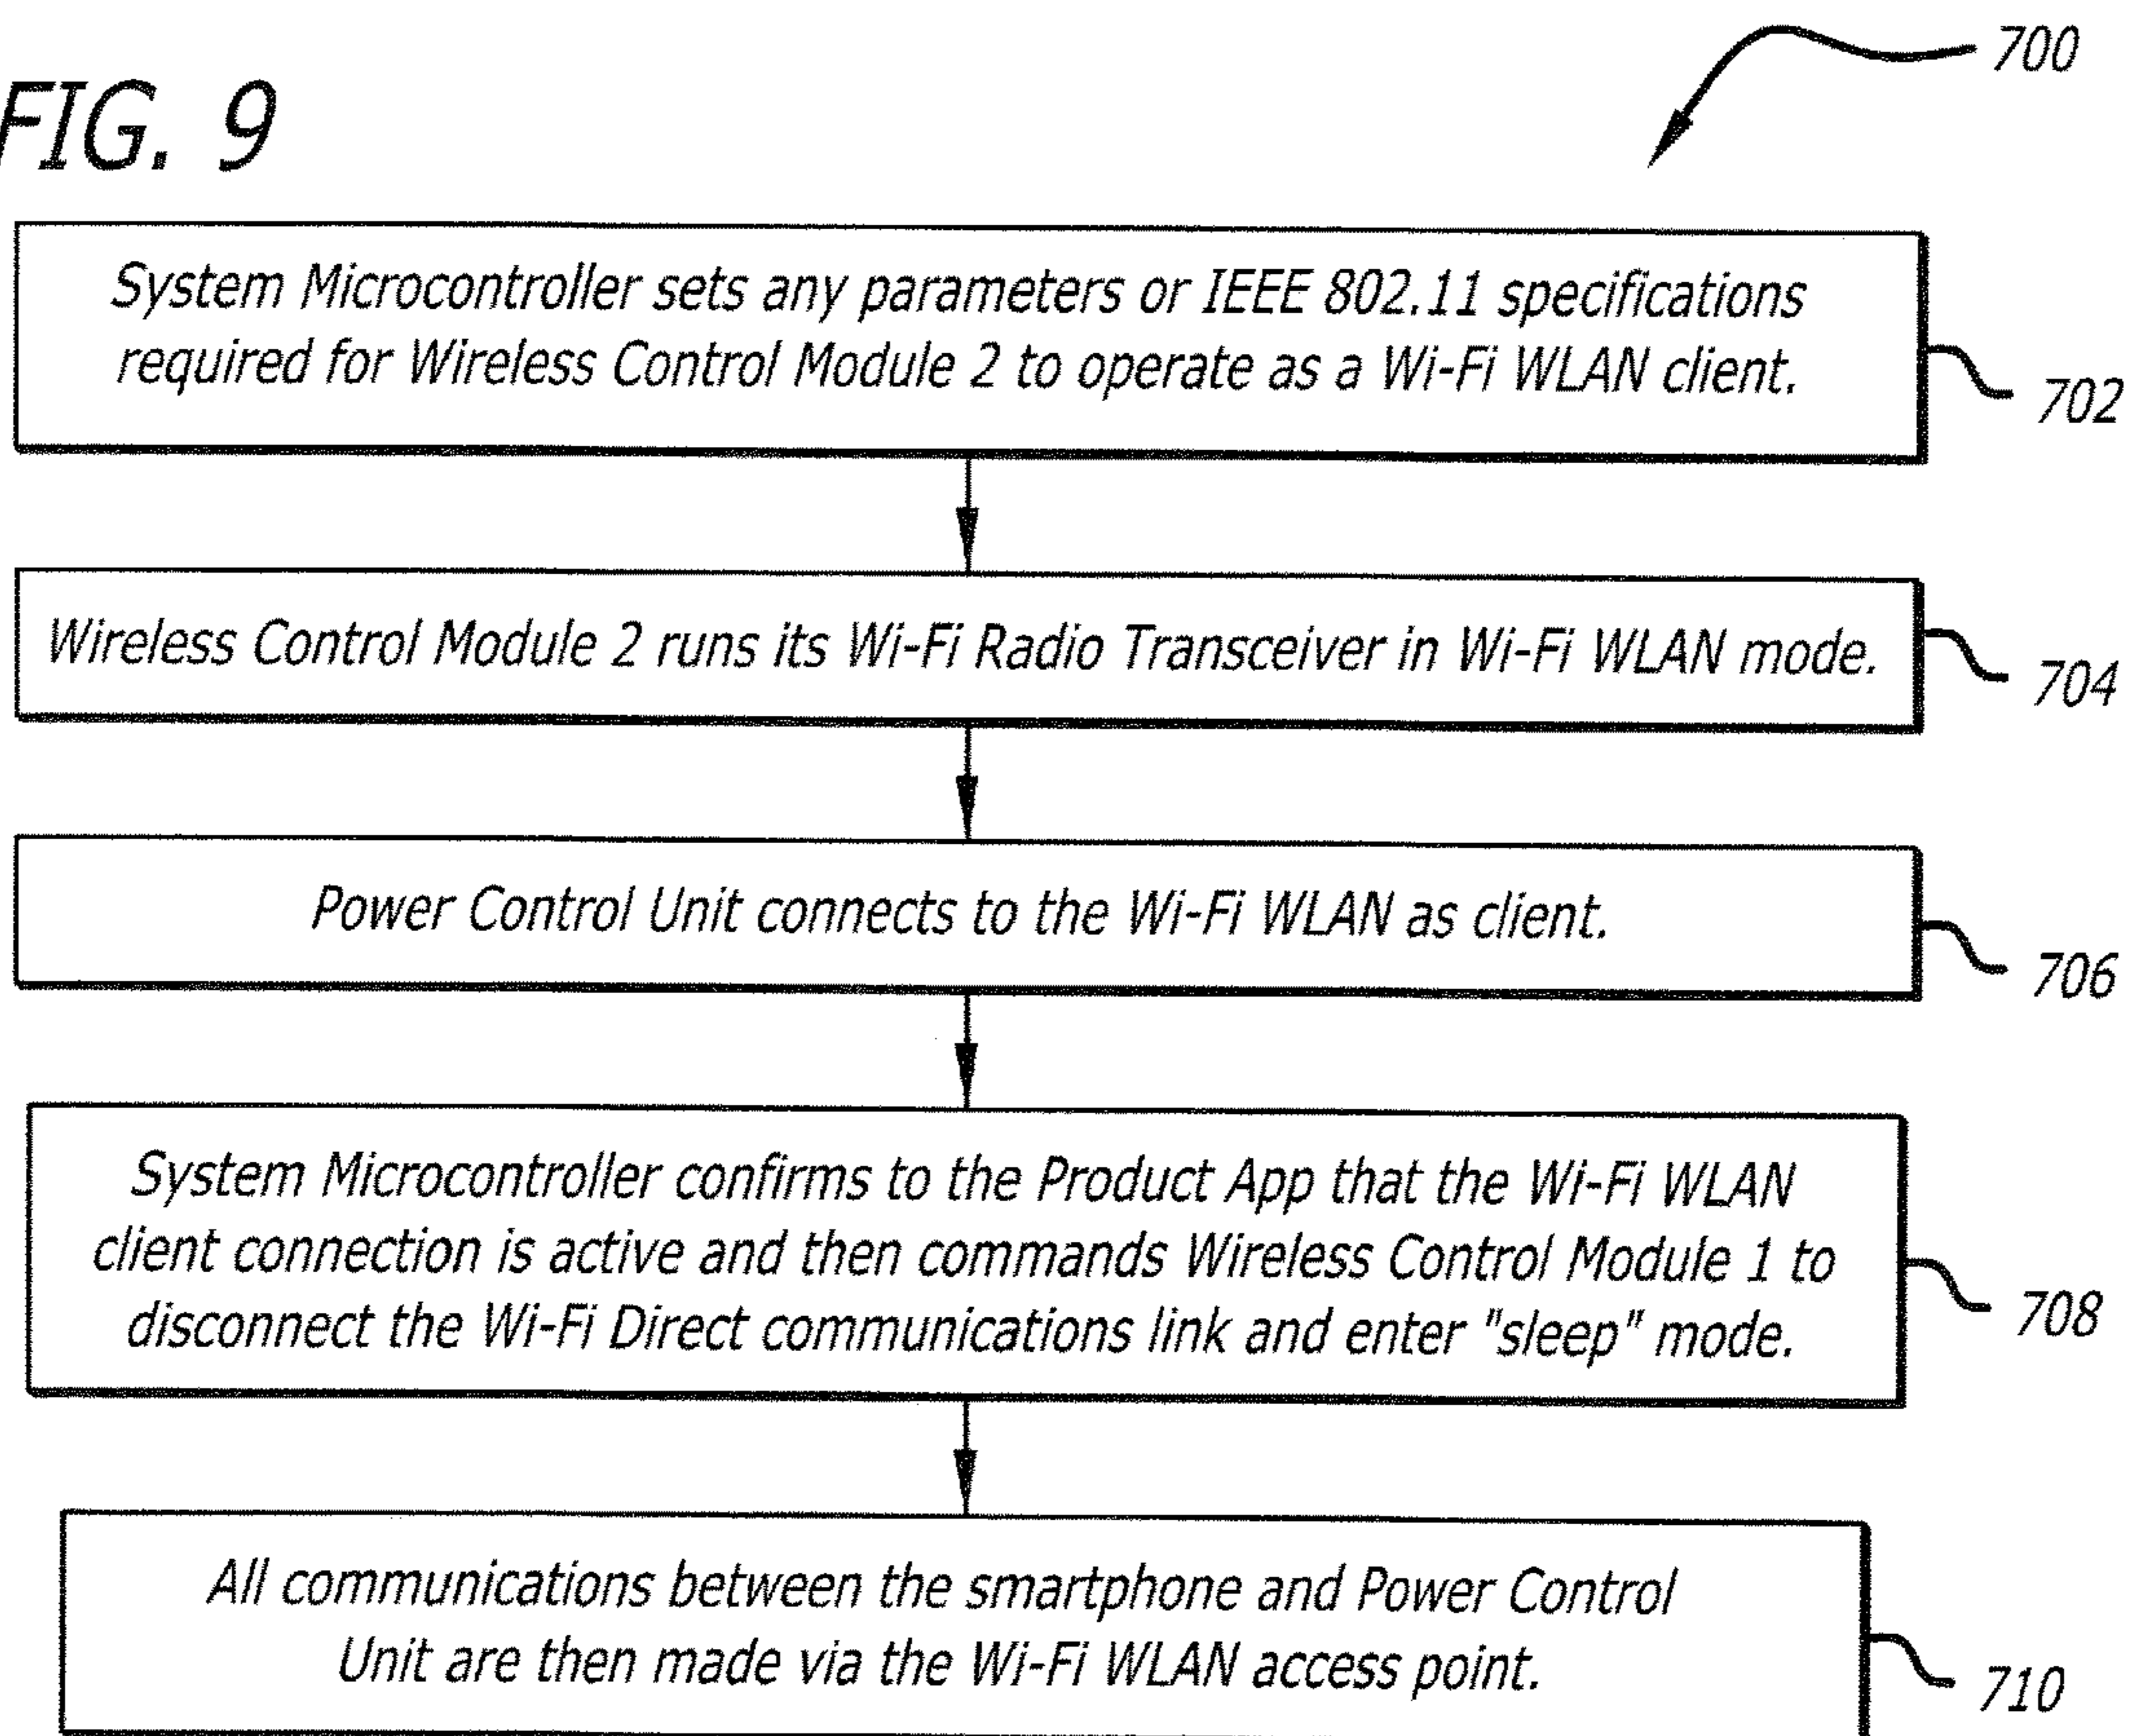 700
FIG. 9
System Microcontroller sets any parameters or IEEE 802.11 specifications
required for Wireless Control Module 2 to operate as a Wi-Fi WLAN client.
702
Wireless Control Module 2 runs its Wi-Fi Radio Transceiver in Wi-Fi WLAN mode.
704
Power Control Unit connects to the Wi-Fi WLAN as client.
706
System Microcontroller confirms to the Product App that the Wi-Fi WLAN
client connection is active and then commands Wireless Control Module 1 to
disconnect the Wi-Fi Direct communications link and enter "sleep" mode.
708
All communications between the smartphone and Power Control
Unit are then made via the Wi-Fi WLAN access point.
710